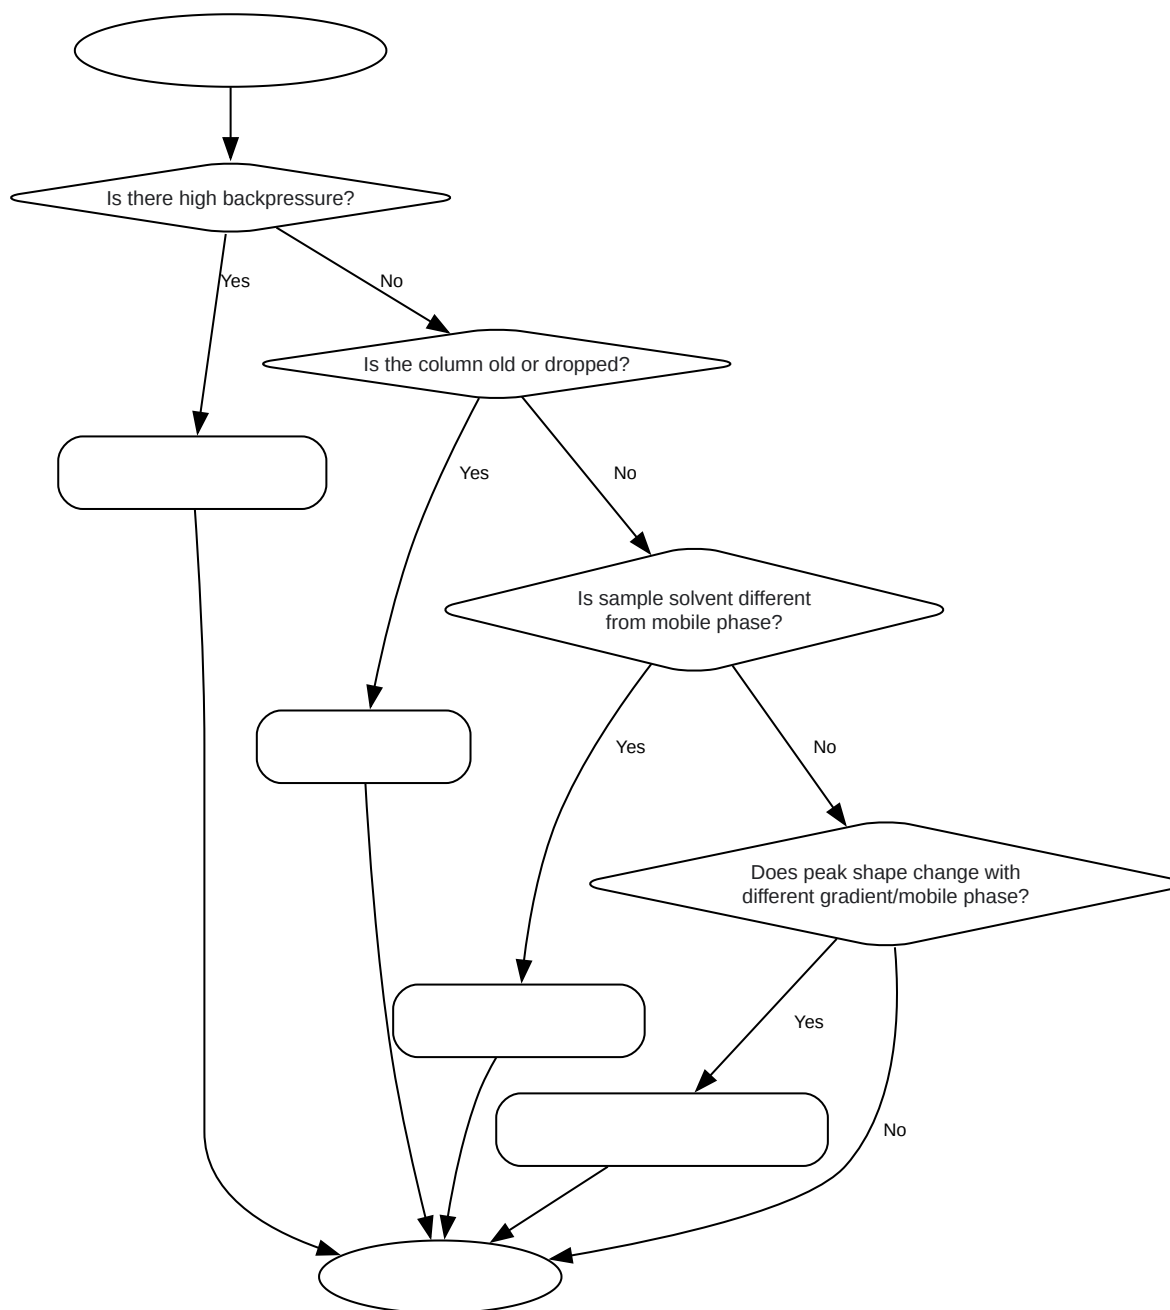 Is there high backpressure?
Yes
No
Is the column old or dropped?
Yes
No
Is sample solvent different
from mobile phase?
Yes
No
Does peak shape change with
different gradient/mobile phase?
Yes
No